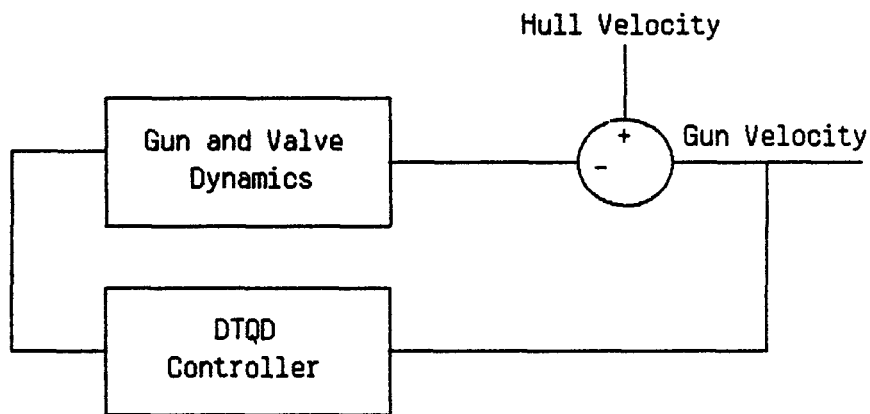 Hull Velocity
Gun and Valve
Dynamics
+
-
Gun Velocity
DTQD
Controller